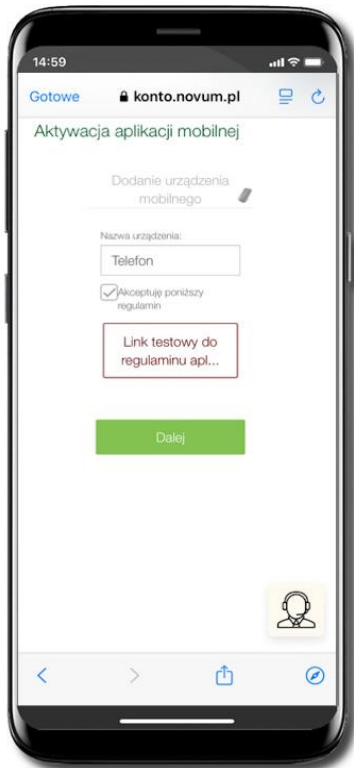 14:59
Gotowe konto.novum.pl
Aktywacja aplikacji mobilnej
Dodanie urządzenia
mobilnego
Nazwa urządzenia:
Telefon
Akceptuję poniższy
regulamin
Link testowy do
regulaminu apl...
Dalej